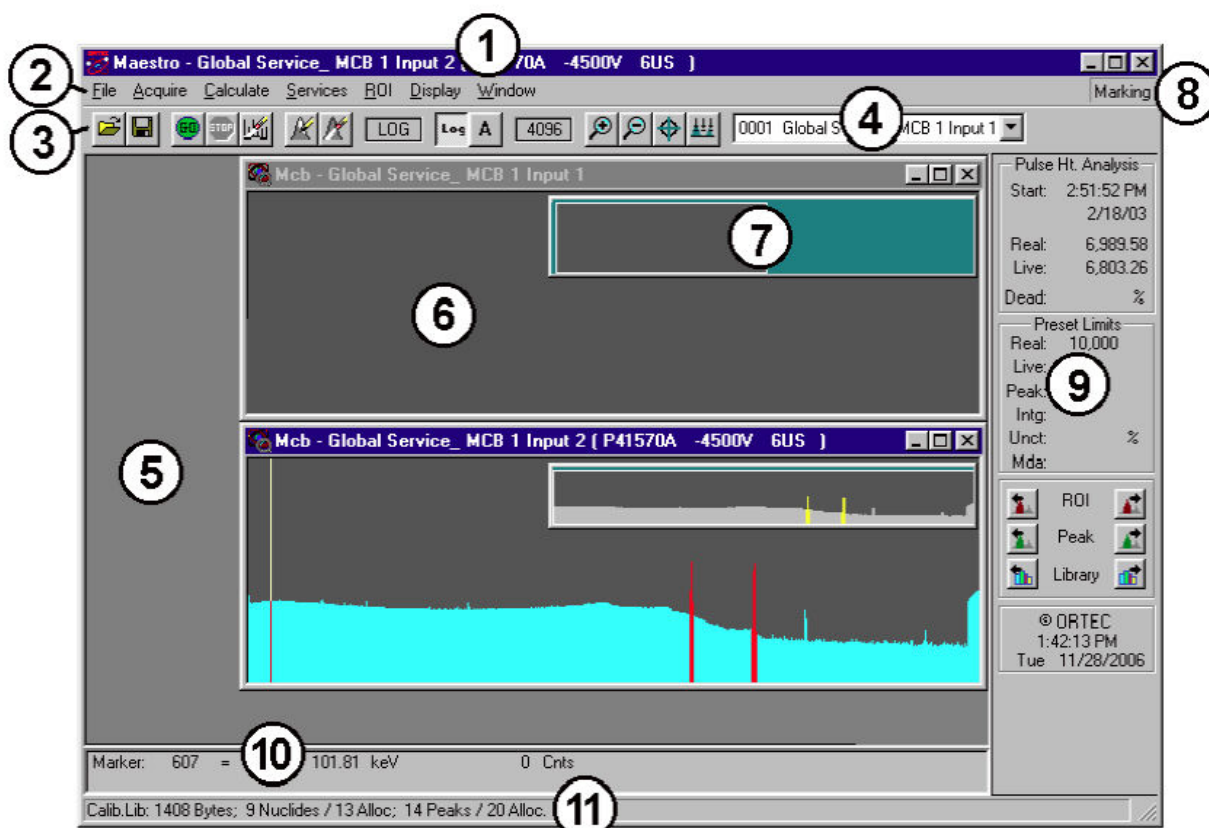 1
Maestro - Global Service_ MCB 1 Input 2 ( 70A -4500V 6US )
2
File Acquire Calculate Services ROI Display Window
Marking
8
3
GO STOP LOG Log A 4096
0001 Global S MCB 1 Input 1
4
Mcb - Global Service_ MCB 1 Input 1
7
6
5
Mcb - Global Service_ MCB 1 Input 2 ( P41570A -4500V 6US )
Pulse Ht. Analysis
Start: 2:51:52 PM
2/18/03
Real: 6,989.58
Live: 6,803.26
Dead: %
Preset Limits
Real: 10,000
Live:
Peak:
9
Intg:
Unct: %
Mda:
ROI
Peak
Library
© ORTEC
1:42:13 PM
Tue 11/28/2006
Marker: 607 = 101.81 keV 0 Cnts
10
Calib.Lib: 1408 Bytes; 9 Nuclides / 13 Alloc; 14 Peaks / 20 Alloc.
11